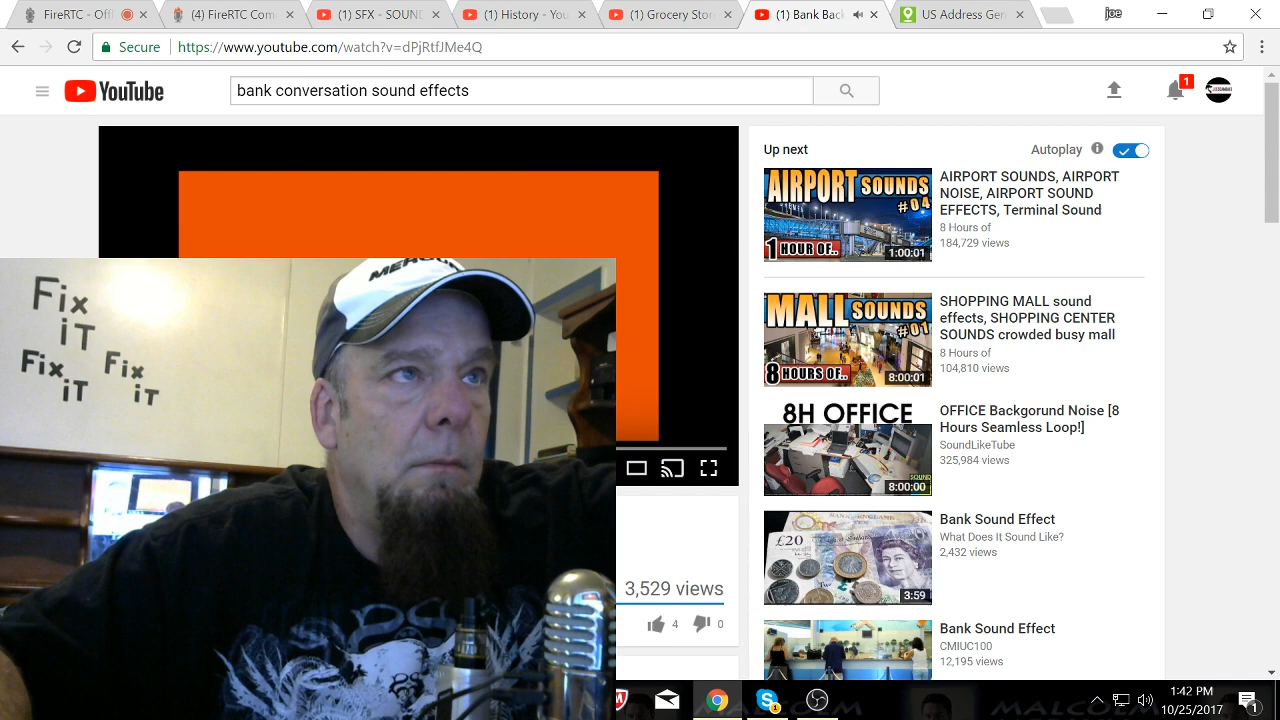 FireRTC - Off
(4) FireRTC Com
(1) SFX - SOUND
(1) History - You
(1) Grocery Stor
(1) Bank Bac
US Address Gen
joe
Secure
https://www.youtube.com/watch?v=dPjRtfJMe4Q
YouTube
bank conversation sound effects
1
Up next
Autoplay
AIRPORT SOUNDS
#04
1 HOUR OF..
1:00:01
AIRPORT SOUNDS, AIRPORT
NOISE, AIRPORT SOUND
EFFECTS, Terminal Sound
8 Hours of
184,729 views
MALL SOUNDS
#01
8 HOURS OF..
8:00:01
SHOPPING MALL sound
effects, SHOPPING CENTER
SOUNDS crowded busy mall
8 Hours of
104,810 views
8H OFFICE
8:00:00
OFFICE Backgorund Noise [8
Hours Seamless Loop!]
SoundLikeTube
325,984 views
£20
3:59
Bank Sound Effect
What Does It Sound Like?
2,432 views
Bank Sound Effect
CMIUC100
12,195 views
Fix
iT
Fix
iT
Fix
iT
3,529 views
4
0
1:42 PM
10/25/2017
1